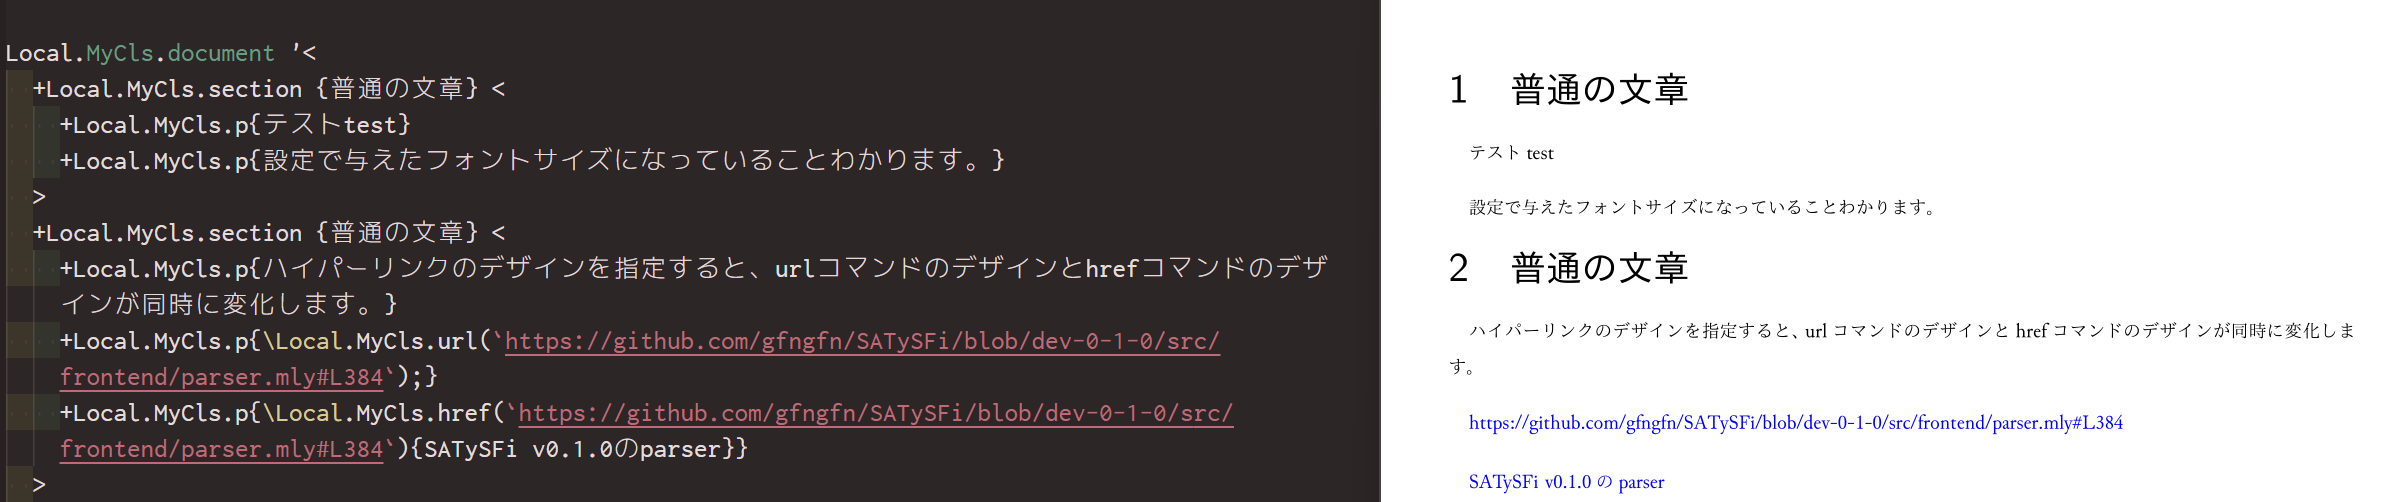 Local.MyCls.document '<
+Local.MyCls.section {普通の文章} <
+Local.MyCls.p{テストtest}
+Local.MyCls.p{設定で与えたフォントサイズになっていることわかります。}
>
+Local.MyCls.section {普通の文章} <
+Local.MyCls.p{ハイパーリンクのデザインを指定すると、urlコマンドのデザインとhrefコマンドのデザ
インが同時に変化します。}
+Local.MyCls.p{\Local.MyCls.url(`https://github.com/gfngfn/SATySFi/blob/dev-0-1-0/src/
frontend/parser.mly#L384`);}
+Local.MyCls.p{\Local.MyCls.href(`https://github.com/gfngfn/SATySFi/blob/dev-0-1-0/src/
frontend/parser.mly#L384`){SATySFi v0.1.0のparser}}
>
1 普通の文章
テスト test
設定で与えたフォントサイズになっていることわかります。
2 普通の文章
ハイパーリンクのデザインを指定すると、url コマンドのデザインと href コマンドのデザインが同時に変化しま
す。
https://github.com/gfngfn/SATySFi/blob/dev-0-1-0/src/frontend/parser.mly#L384
SATySFi v0.1.0 の parser